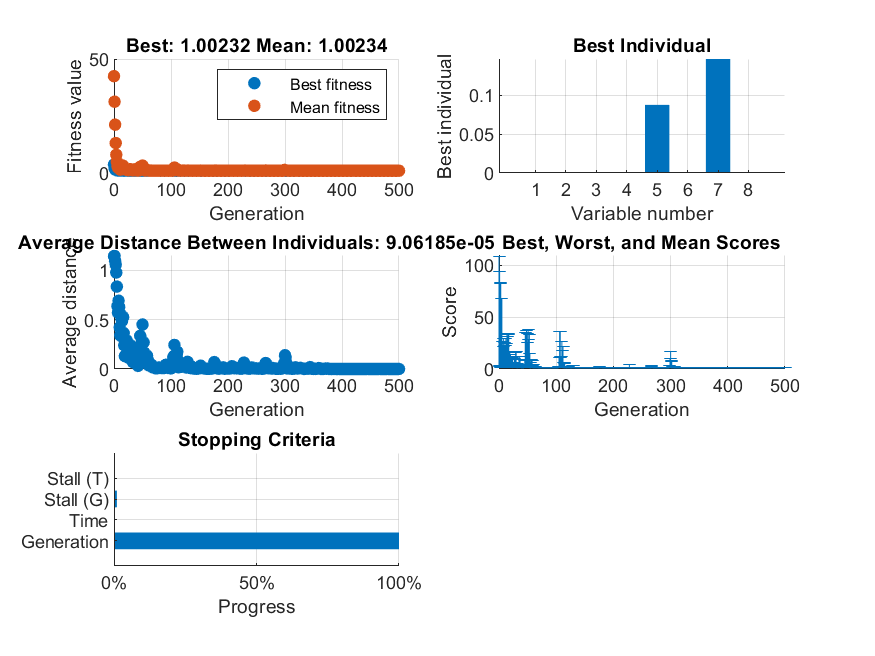 Best: 1.00232 Mean: 1.00234
Fitness value
50
0
Best fitness
Mean fitness
0 100 200 300 400 500
Generation
Best Individual
Best individual
0.1
0.05
0
1 2 3 4 5 6 7 8
Variable number
Average Distance Between Individuals: 9.06185e-05
Average distance
1
0.5
0
0 100 200 300 400 500
Generation
Best, Worst, and Mean Scores
Score
100
50
0
0 100 200 300 400 500
Generation
Stopping Criteria
Stall (T)
Stall (G)
Time
Generation
0% 50% 100%
Progress